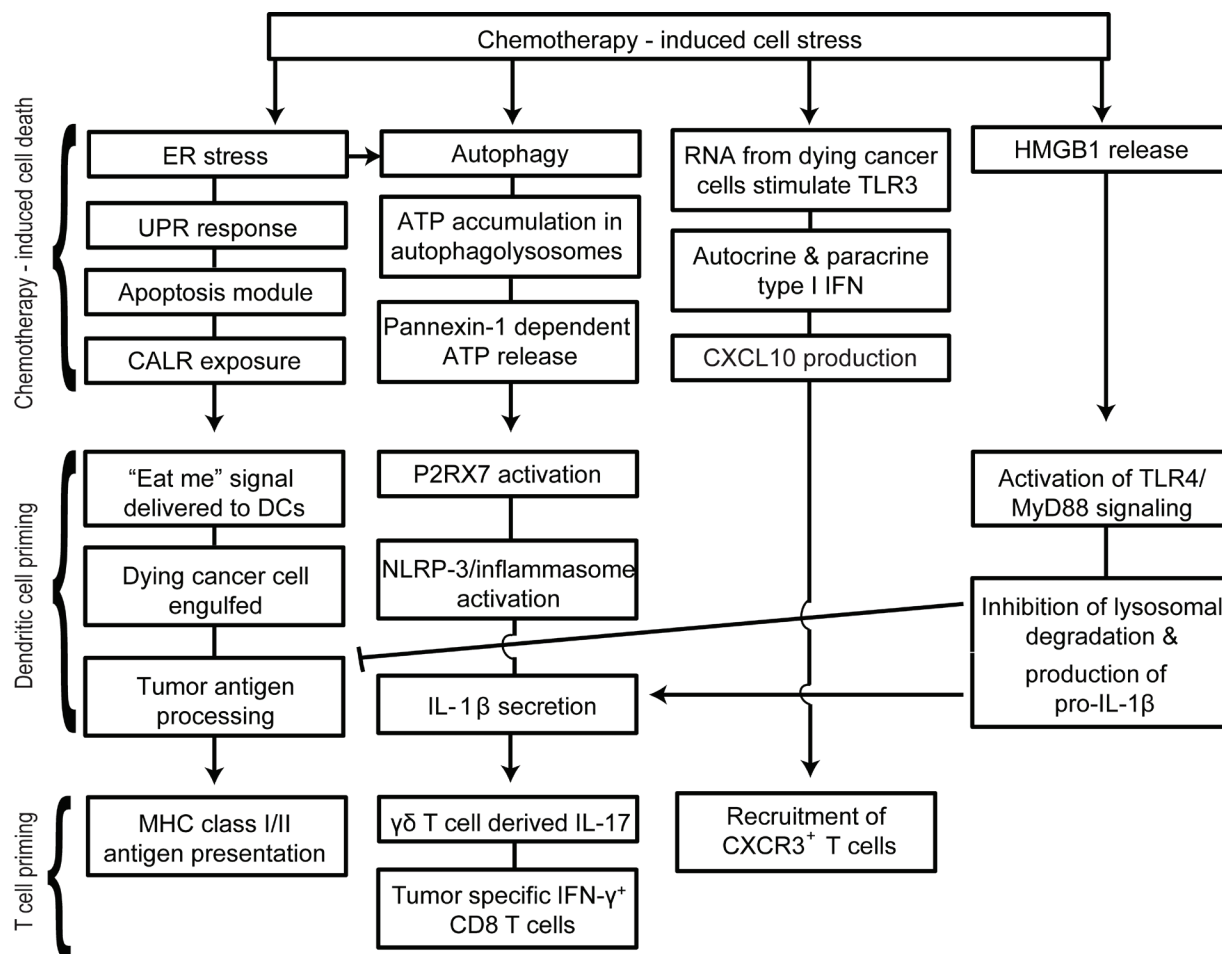 Chemotherapy - induced cell stress
Chemotherapy - induced cell death
ER stress
UPR response
Apoptosis module
CALR exposure
Autophagy
ATP accumulation in
autophagolysosomes
Pannexin-1 dependent
ATP release
RNA from dying cancer
cells stimulate TLR3
Autocrine & paracrine
type I IFN
CXCL10 production
HMGB1 release
Dendritic cell priming
“Eat me” signal
delivered to DCs
Dying cancer cell
engulfed
Tumor antigen
processing
P2RX7 activation
NLRP-3/inflammasome
activation
IL-1β secretion
Activation of TLR4/
MyD88 signaling
Inhibition of lysosomal
degradation &
production of
pro-IL-1β
T cell priming
MHC class I/II
antigen presentation
γδ T cell derived IL-17
Tumor specific IFN-γ⁺
CD8 T cells
Recruitment of
CXCR3⁺ T cells